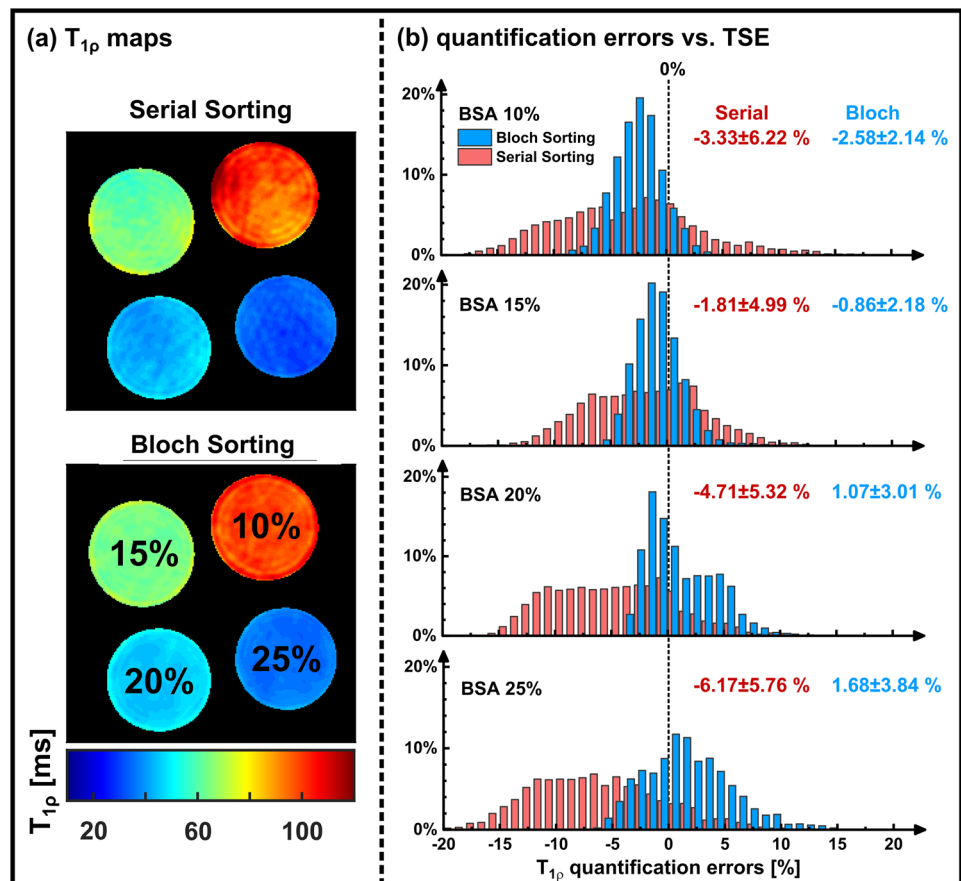 (a) T1ρ maps
Serial Sorting
Bloch Sorting
15%
10%
20%
25%
T1ρ [ms]
20
60
100
(b) quantification errors vs. TSE
0%
20%
10%
0%
BSA 10%
Bloch Sorting
Serial Sorting
Serial
-3.33±6.22 %
Bloch
-2.58±2.14 %
20%
10%
0%
BSA 15%
-1.81±4.99 %
-0.86±2.18 %
20%
10%
0%
BSA 20%
-4.71±5.32 %
1.07±3.01 %
20%
10%
0%
BSA 25%
-6.17±5.76 %
1.68±3.84 %
-20 -15 -10 -5 0 5 10 15 20
T1ρ quantification errors [%]